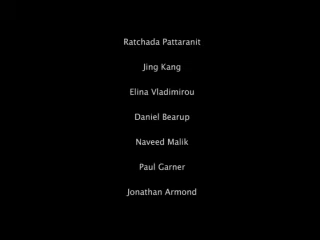 Ratchada Pattaranit
Jing Kang
Elina Vladimirou
Daniel Bearup
Naveed Malik
Paul Garner
Jonathan Armond